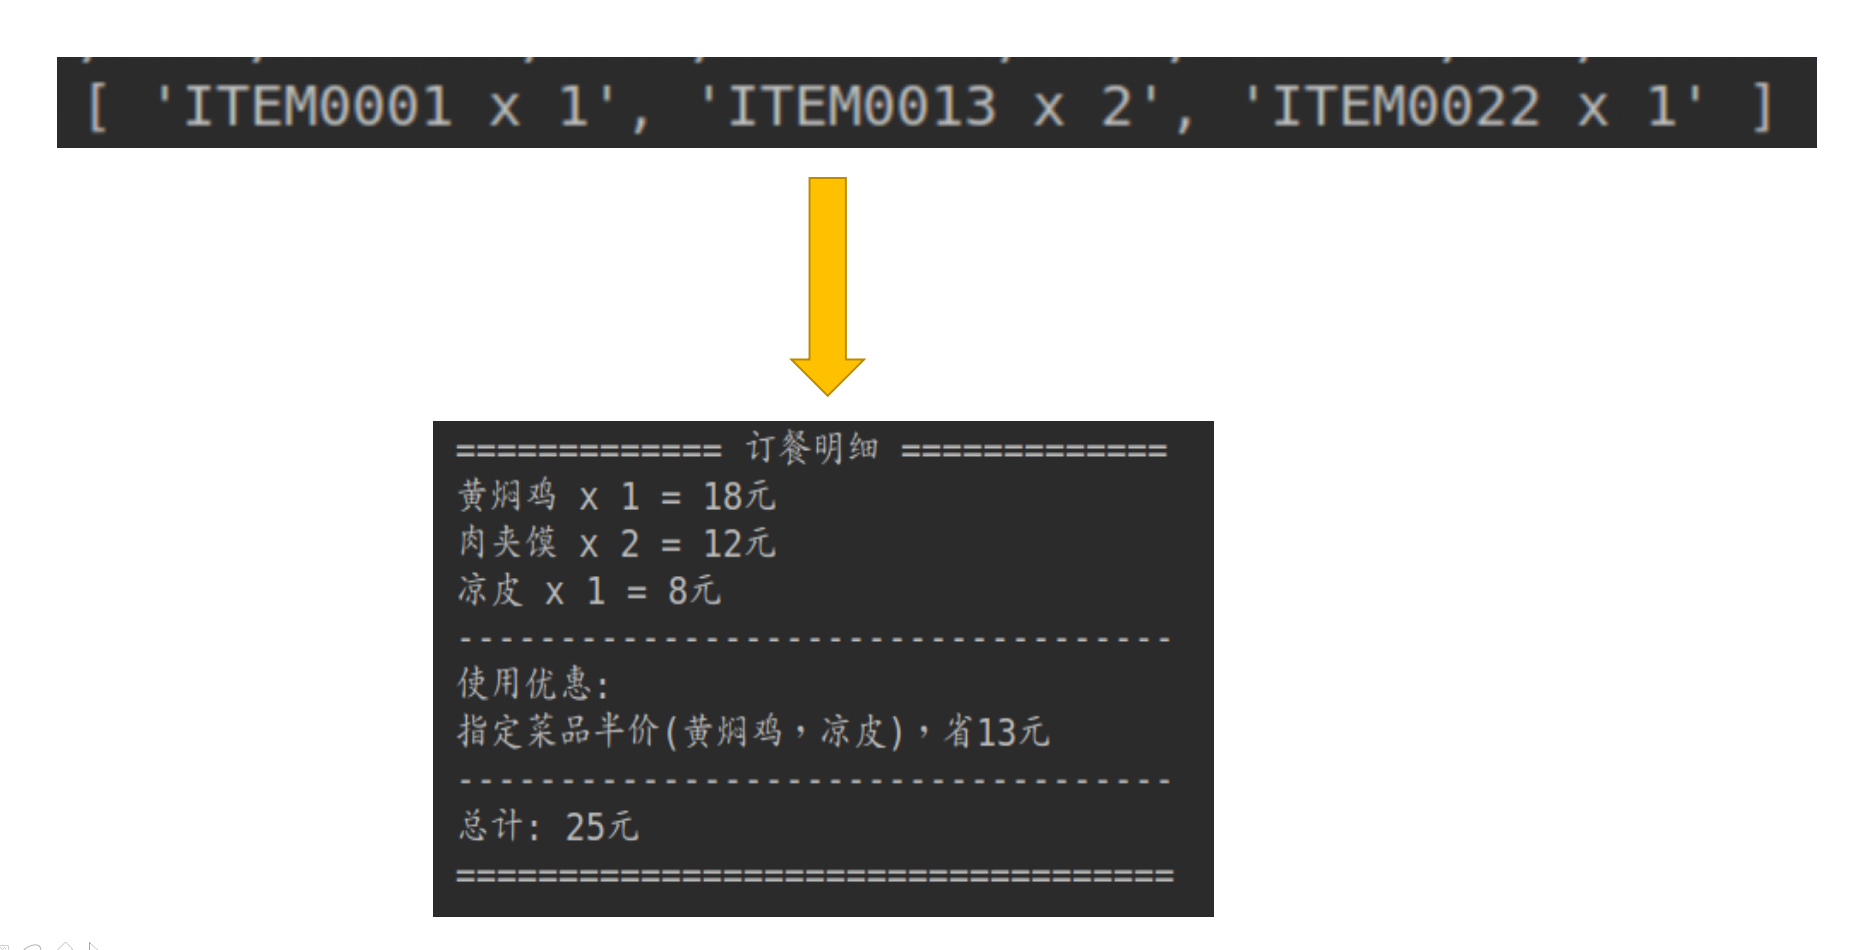 [ 'ITEM0001 x 1', 'ITEM0013 x 2', 'ITEM0022 x 1' ]
============= 订餐明细 =============
黄焖鸡 x 1 = 18元
肉夹馍 x 2 = 12元
凉皮 x 1 = 8元
-----------------------------------
使用优惠:
指定菜品半价(黄焖鸡，凉皮)，省13元
-----------------------------------
总计: 25元
===================================